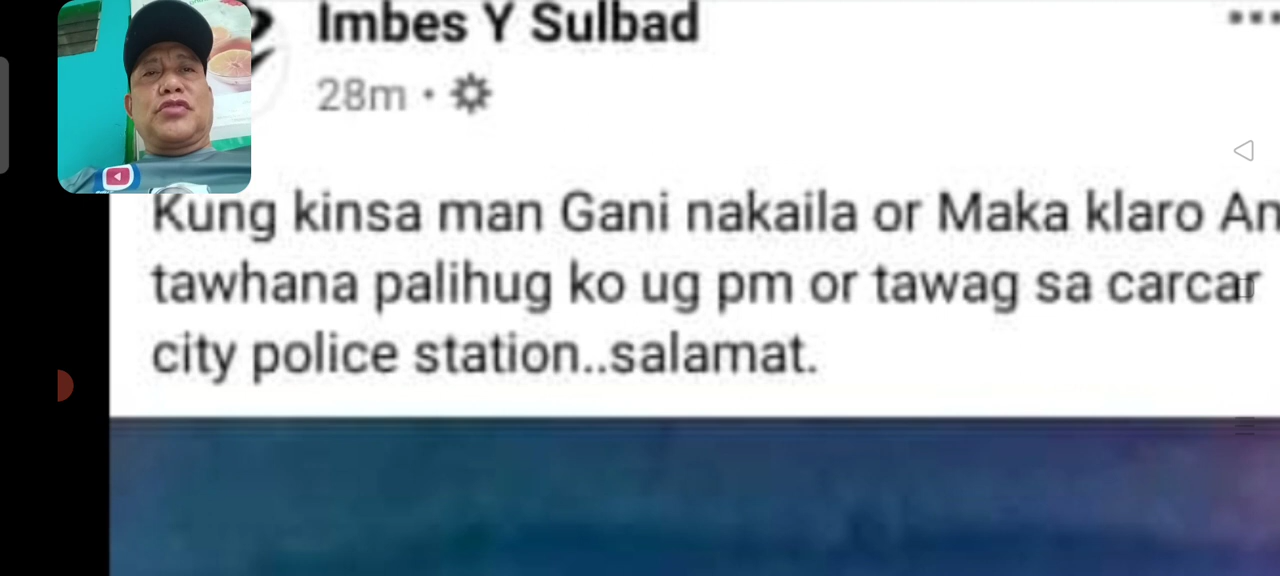 Imbes Y Sulbad
28m
Kung kinsa man Gani nakaila or Maka klaro An
tawhana palihug ko ug pm or tawag sa carcar
city police station..salamat.